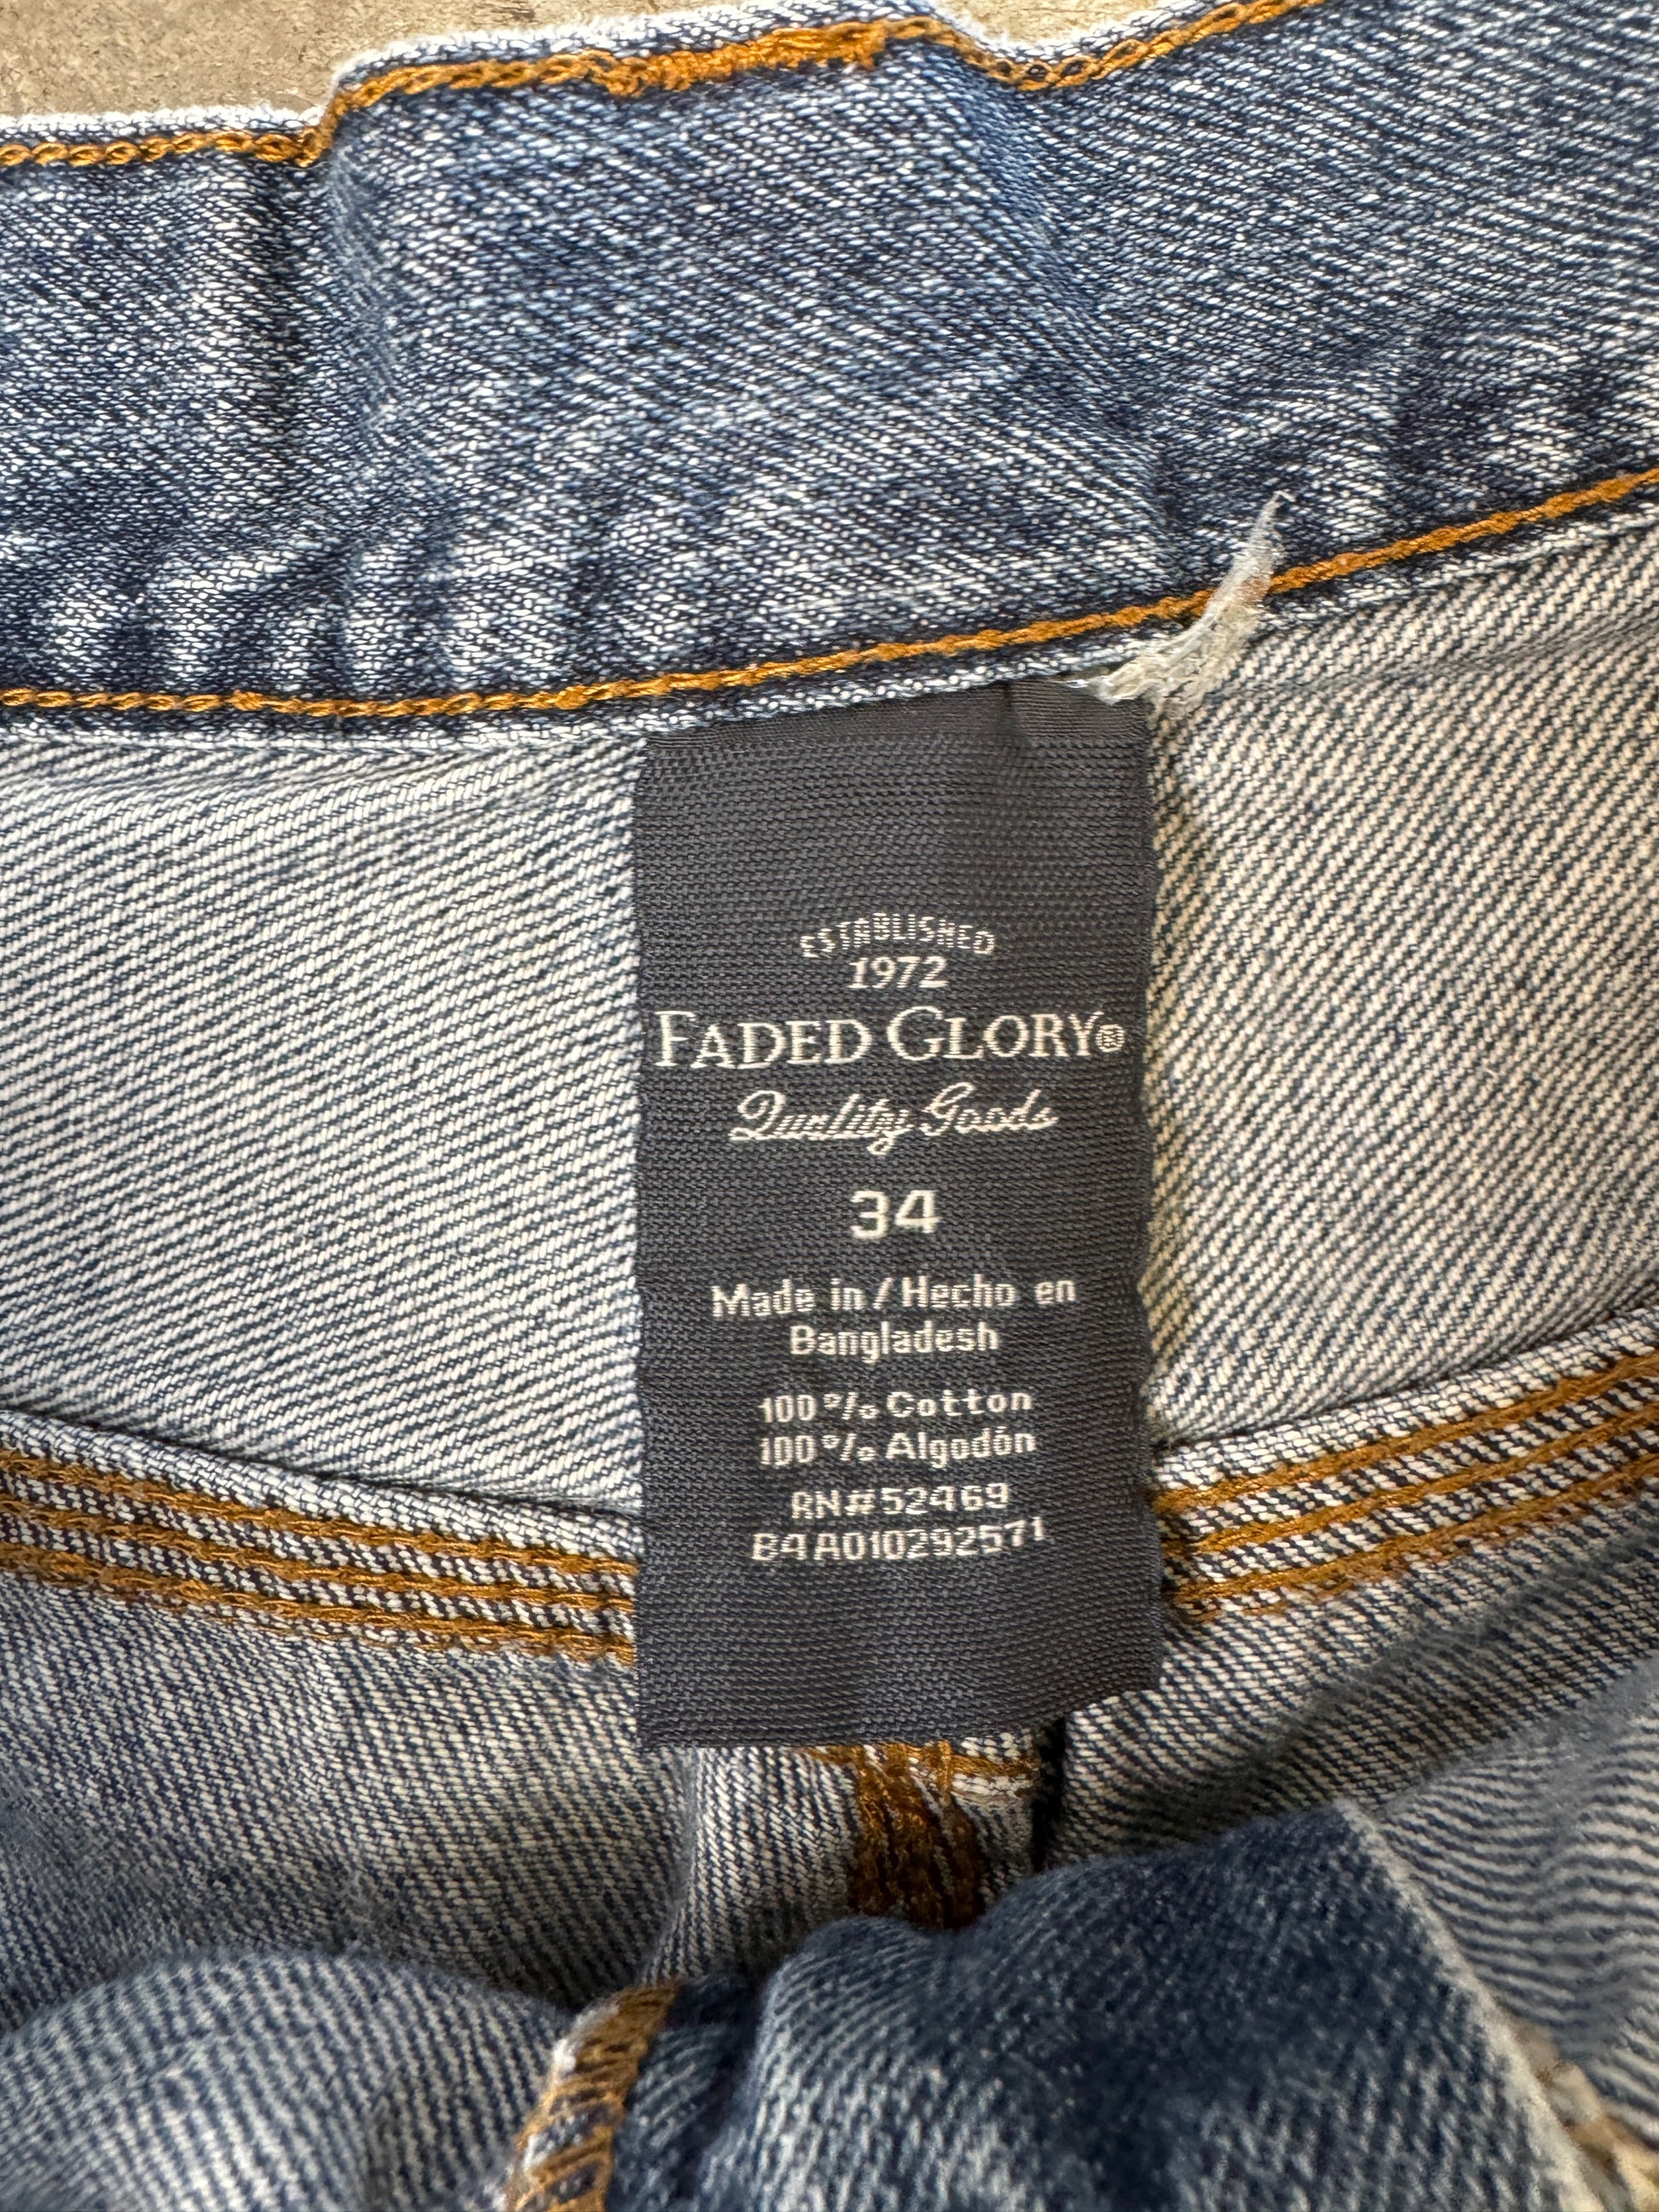 ESTABLISHED
1972
FADED GLORY®
Quality Goods
34
Made in / Hecho en
Bangladesh
100% Cotton
100% Algodón
RN#52469
B4A010292571